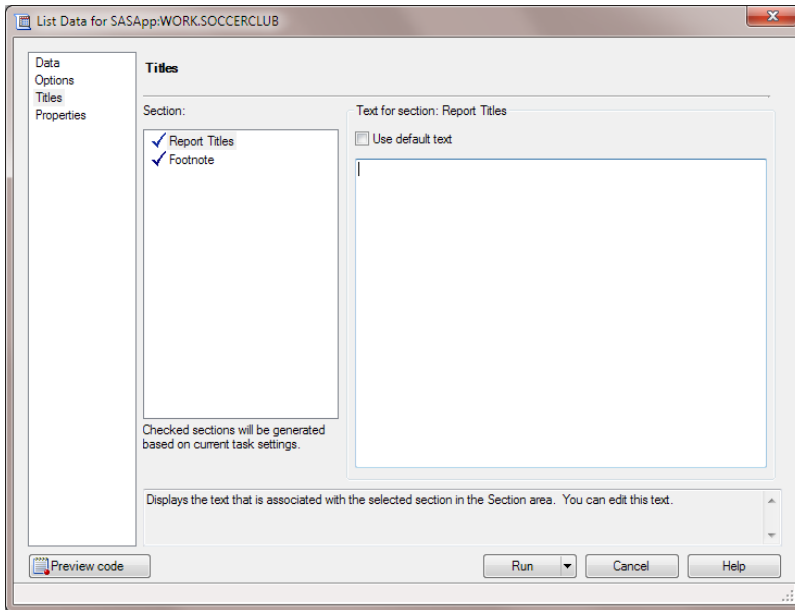 List Data for SASApp:WORK.SOCCERCLUB
Data
Options
Titles
Properties
Titles
Section:
Report Titles
Footnote
Checked sections will be generated
based on current task settings.
Text for section: Report Titles
Use default text
Displays the text that is associated with the selected section in the Section area. You can edit this text.
Preview code
Run
Cancel
Help